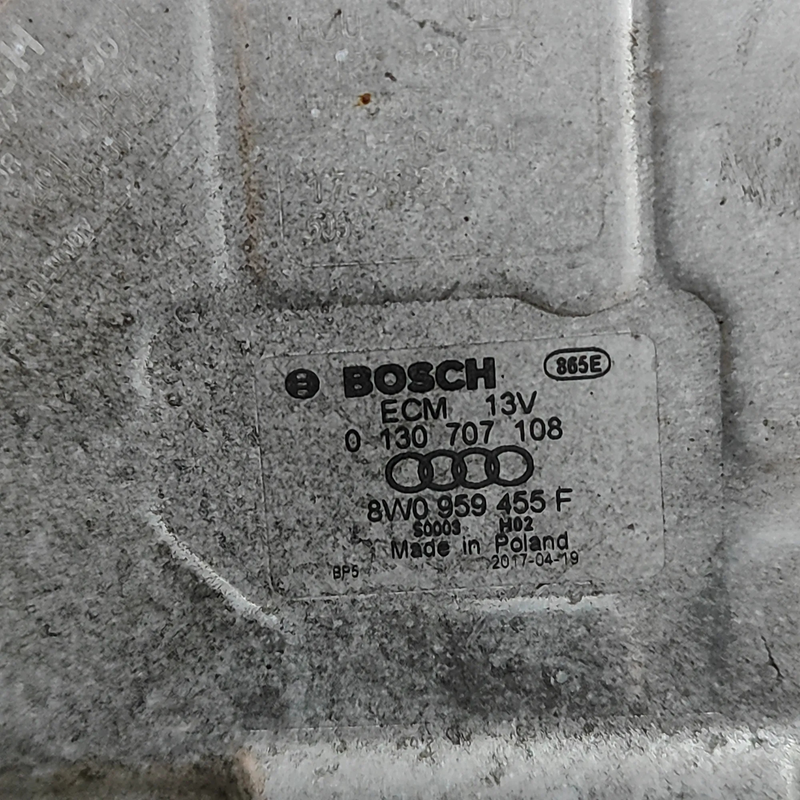 BOSCH 865E
ECM 13V
0 130 707 108
8W0 959 455 F
S0003 H02
Made in Poland
BP5 2017-04-19